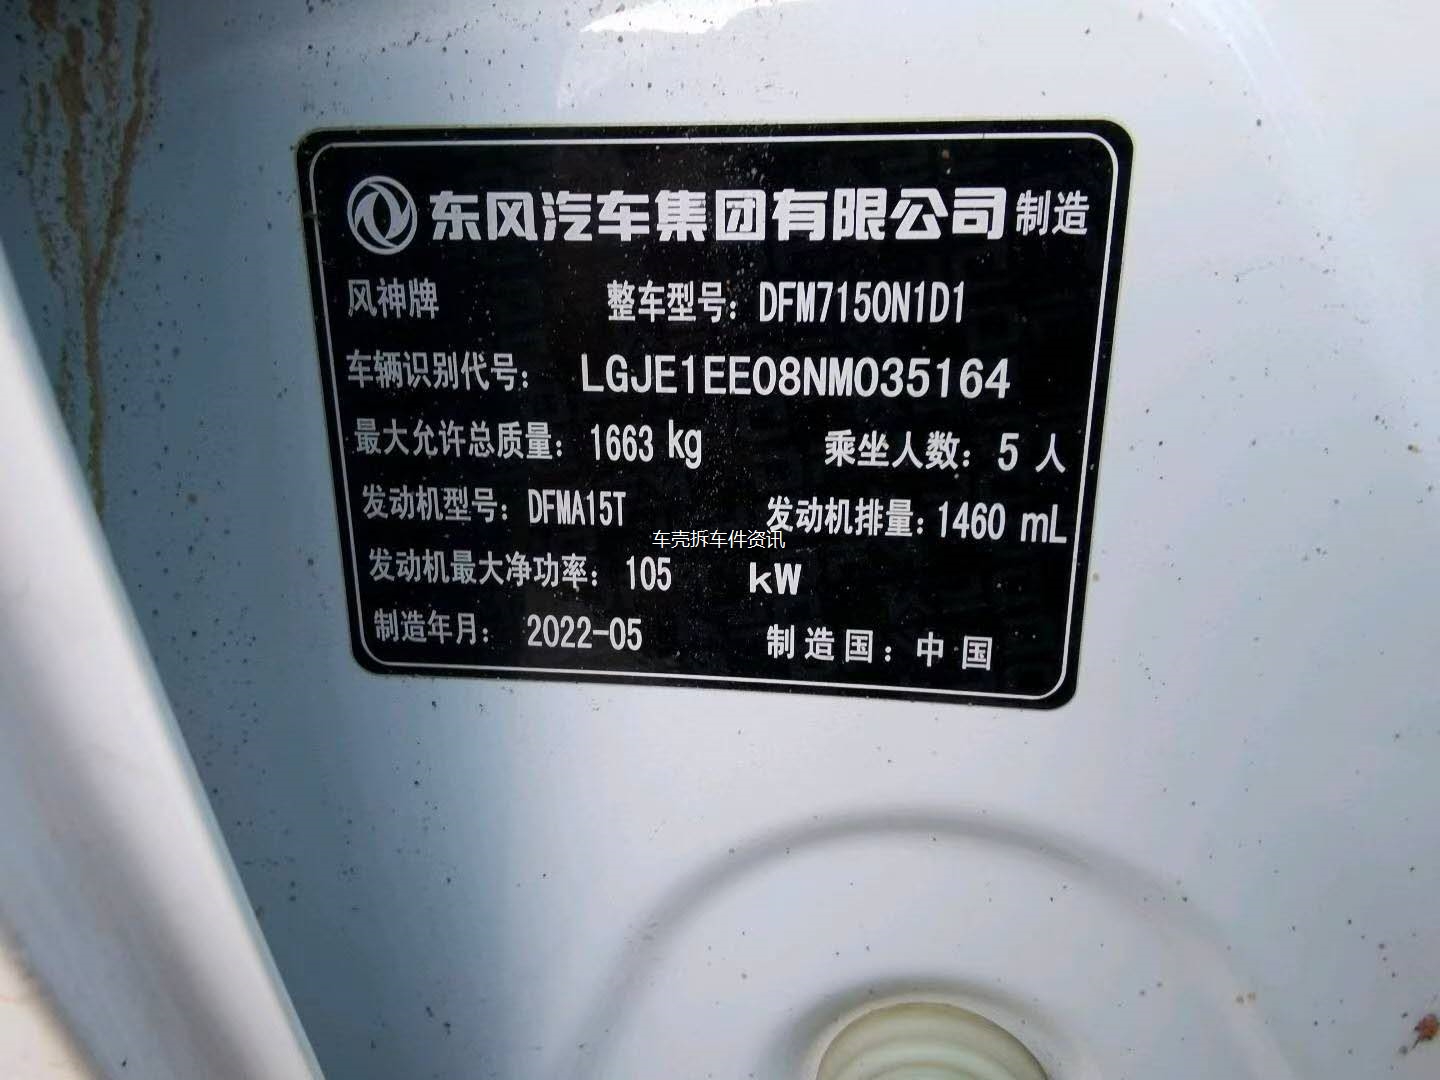 东风汽车集团有限公司制造
风神牌 整车型号：DFM7150N1D1
车辆识别代号： LGJE1EE08NM035164
最大允许总质量：1663 kg 乘坐人数：5 人
发动机型号：DFMA15T 发动机排量：1460 mL
车壳拆车件资讯
发动机最大净功率： 105 kW
制造年月： 2022-05 制造国：中国